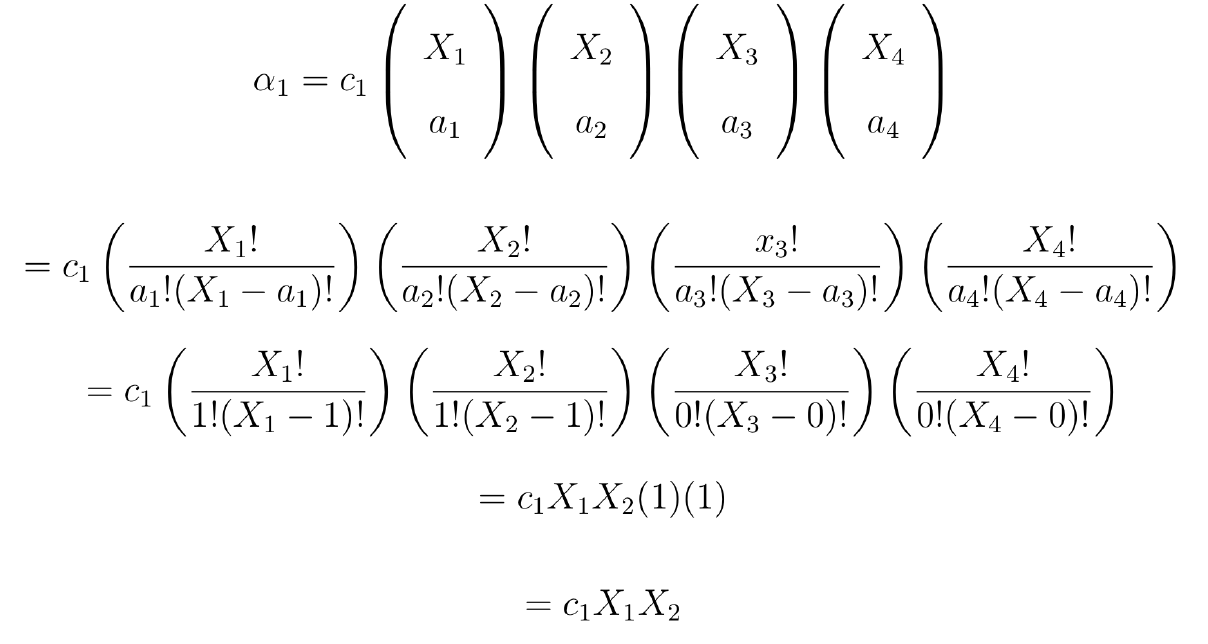 α₁ = c₁ (X₁ a₁) (X₂ a₂) (X₃ a₃) (X₄ a₄)
= c₁ (X₁! / a₁!(X₁ − a₁)!) (X₂! / a₂!(X₂ − a₂)!) (x₃! / a₃!(X₃ − a₃)!) (X₄! / a₄!(X₄ − a₄)!)
= c₁ (X₁! / 1!(X₁ − 1)!) (X₂! / 1!(X₂ − 1)!) (X₃! / 0!(X₃ − 0)!) (X₄! / 0!(X₄ − 0)!)
= c₁X₁X₂(1)(1)
= c₁X₁X₂